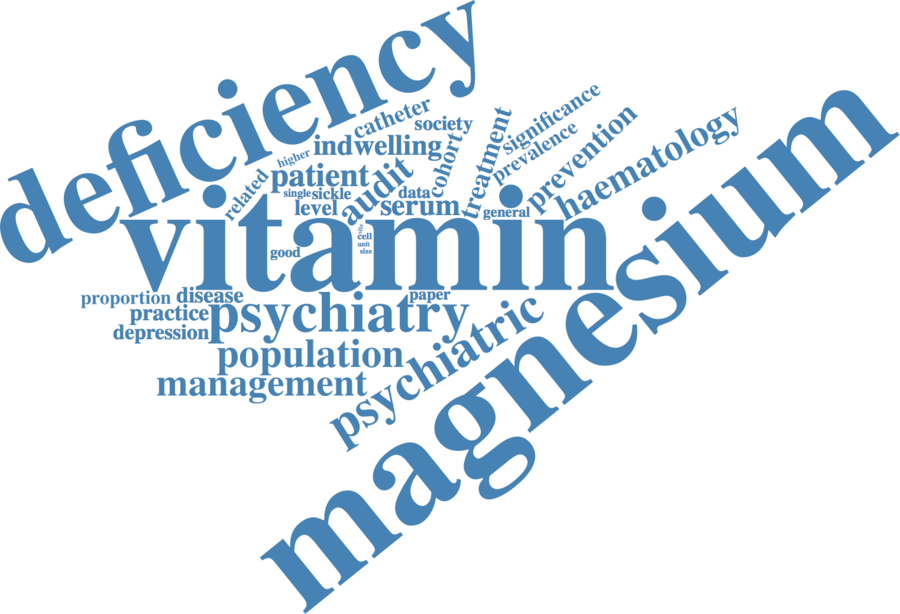 deficiency
catheter
society
significance
higher
indwelling
cohort
treatment
prevalence
prevention
haematology
related
patient
audit
single
sickle
data
level
serum
general
vitamin
cell
unit
size
good
magnesium
proportion
disease
paper
practice
psychiatry
depression
psychiatric
population
management